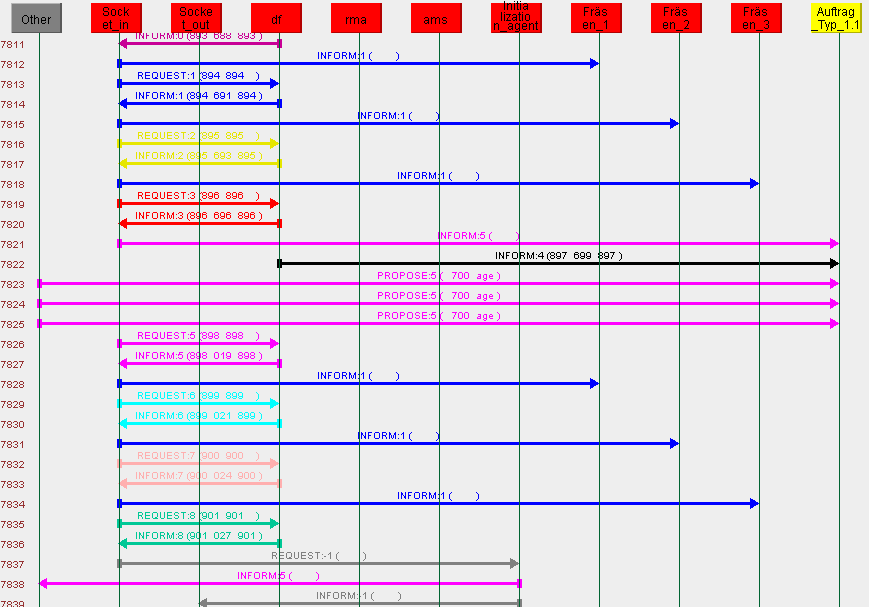 Other
Sock
et_in
Socke
t_out
df
rma
ams
Initia
lizatio
n_agent
Fräs
en_1
Fräs
en_2
Fräs
en_3
Auftrag
_Typ_1.1
7811 INFORM:0 (893 688 893)
7812 INFORM:1 ( )
7813 REQUEST:1 (894 894 )
7814 INFORM:1 (894 691 894 )
7815 INFORM:1 ( )
7816 REQUEST:2 (895 895 )
7817 INFORM:2 (895 693 895 )
7818 INFORM:1 ( )
7819 REQUEST:3 (896 896 )
7820 INFORM:3 (896 696 896 )
7821 INFORM:5 ( )
7822 INFORM:4 (897 699 897 )
7823 PROPOSE:5 ( 700 age )
7824 PROPOSE:5 ( 700 age )
7825 PROPOSE:5 ( 700 age )
7826 REQUEST:5 (898 898 )
7827 INFORM:5 (898 019 898 )
7828 INFORM:1 ( )
7829 REQUEST:6 (899 899 )
7830 INFORM:6 (899 021 899 )
7831 INFORM:1 ( )
7832 REQUEST:7 (900 900 )
7833 INFORM:7 (900 024 900 )
7834 INFORM:1 ( )
7835 REQUEST:8 (901 901 )
7836 INFORM:8 (901 027 901 )
7837 REQUEST:-1 ( )
7838 INFORM:5 ( )
7839 INFORM:-1 ( )